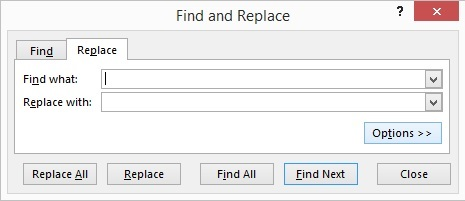 Find and Replace
Find Replace
Find what:
Replace with:
Options >>
Replace All Replace Find All Find Next Close